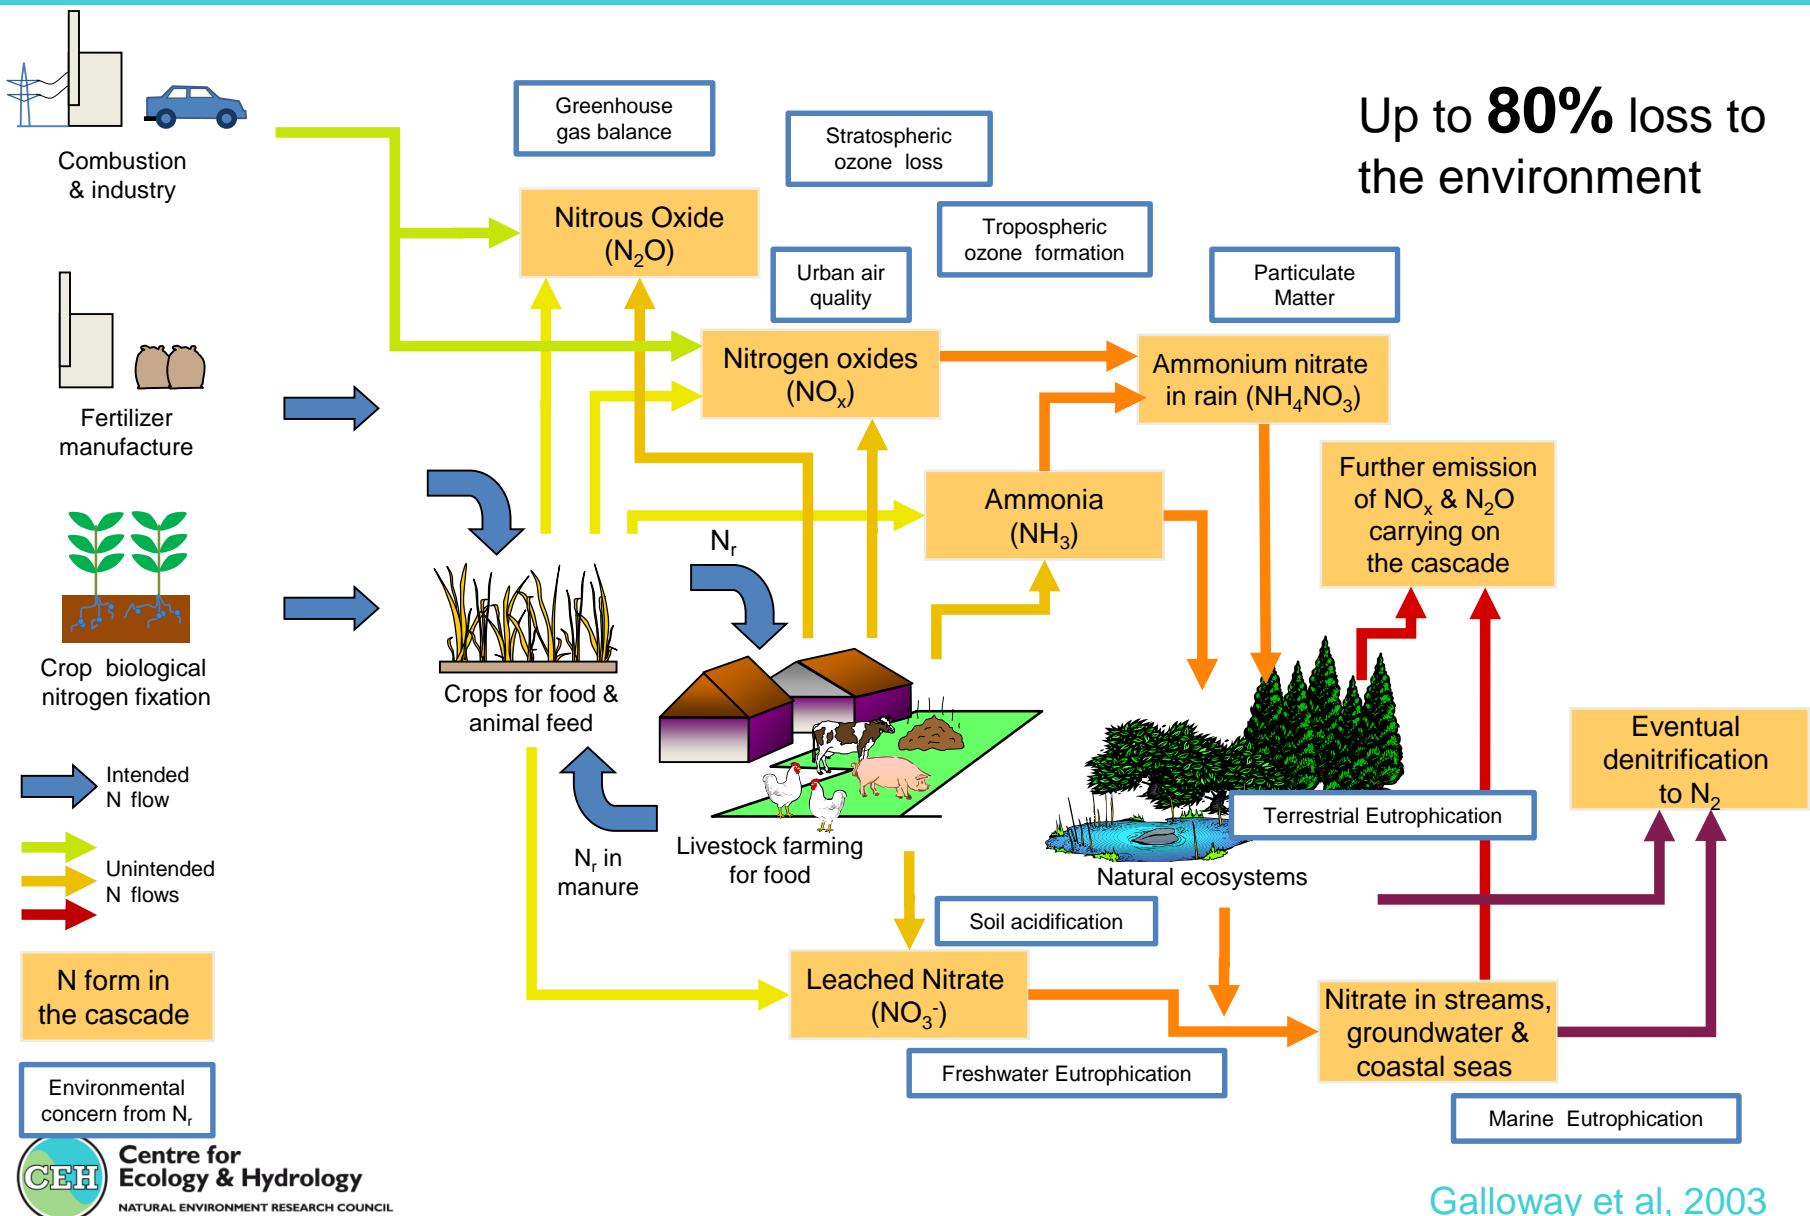 Up to 80% loss to
the environment
Combustion
& industry
Greenhouse
gas balance
Stratospheric
ozone loss
Nitrous Oxide
(N₂O)
Tropospheric
ozone formation
Urban air
quality
Particulate
Matter
Fertilizer
manufacture
Nitrogen oxides
(NOₓ)
Ammonium nitrate
in rain (NH₄NO₃)
Further emission
of NOₓ & N₂O
carrying on
the cascade
Ammonia
(NH₃)
Nᵣ
Crop biological
nitrogen fixation
Crops for food &
animal feed
Eventual
denitrification
to N₂
Intended
N flow
Terrestrial Eutrophication
Livestock farming
for food
Nᵣ in
manure
Natural ecosystems
Unintended
N flows
Soil acidification
N form in
the cascade
Leached Nitrate
(NO₃⁻)
Nitrate in streams,
groundwater &
coastal seas
Freshwater Eutrophication
Environmental
concern from Nᵣ
Marine Eutrophication
CEH
Centre for
Ecology & Hydrology
NATURAL ENVIRONMENT RESEARCH COUNCIL
Galloway et al, 2003